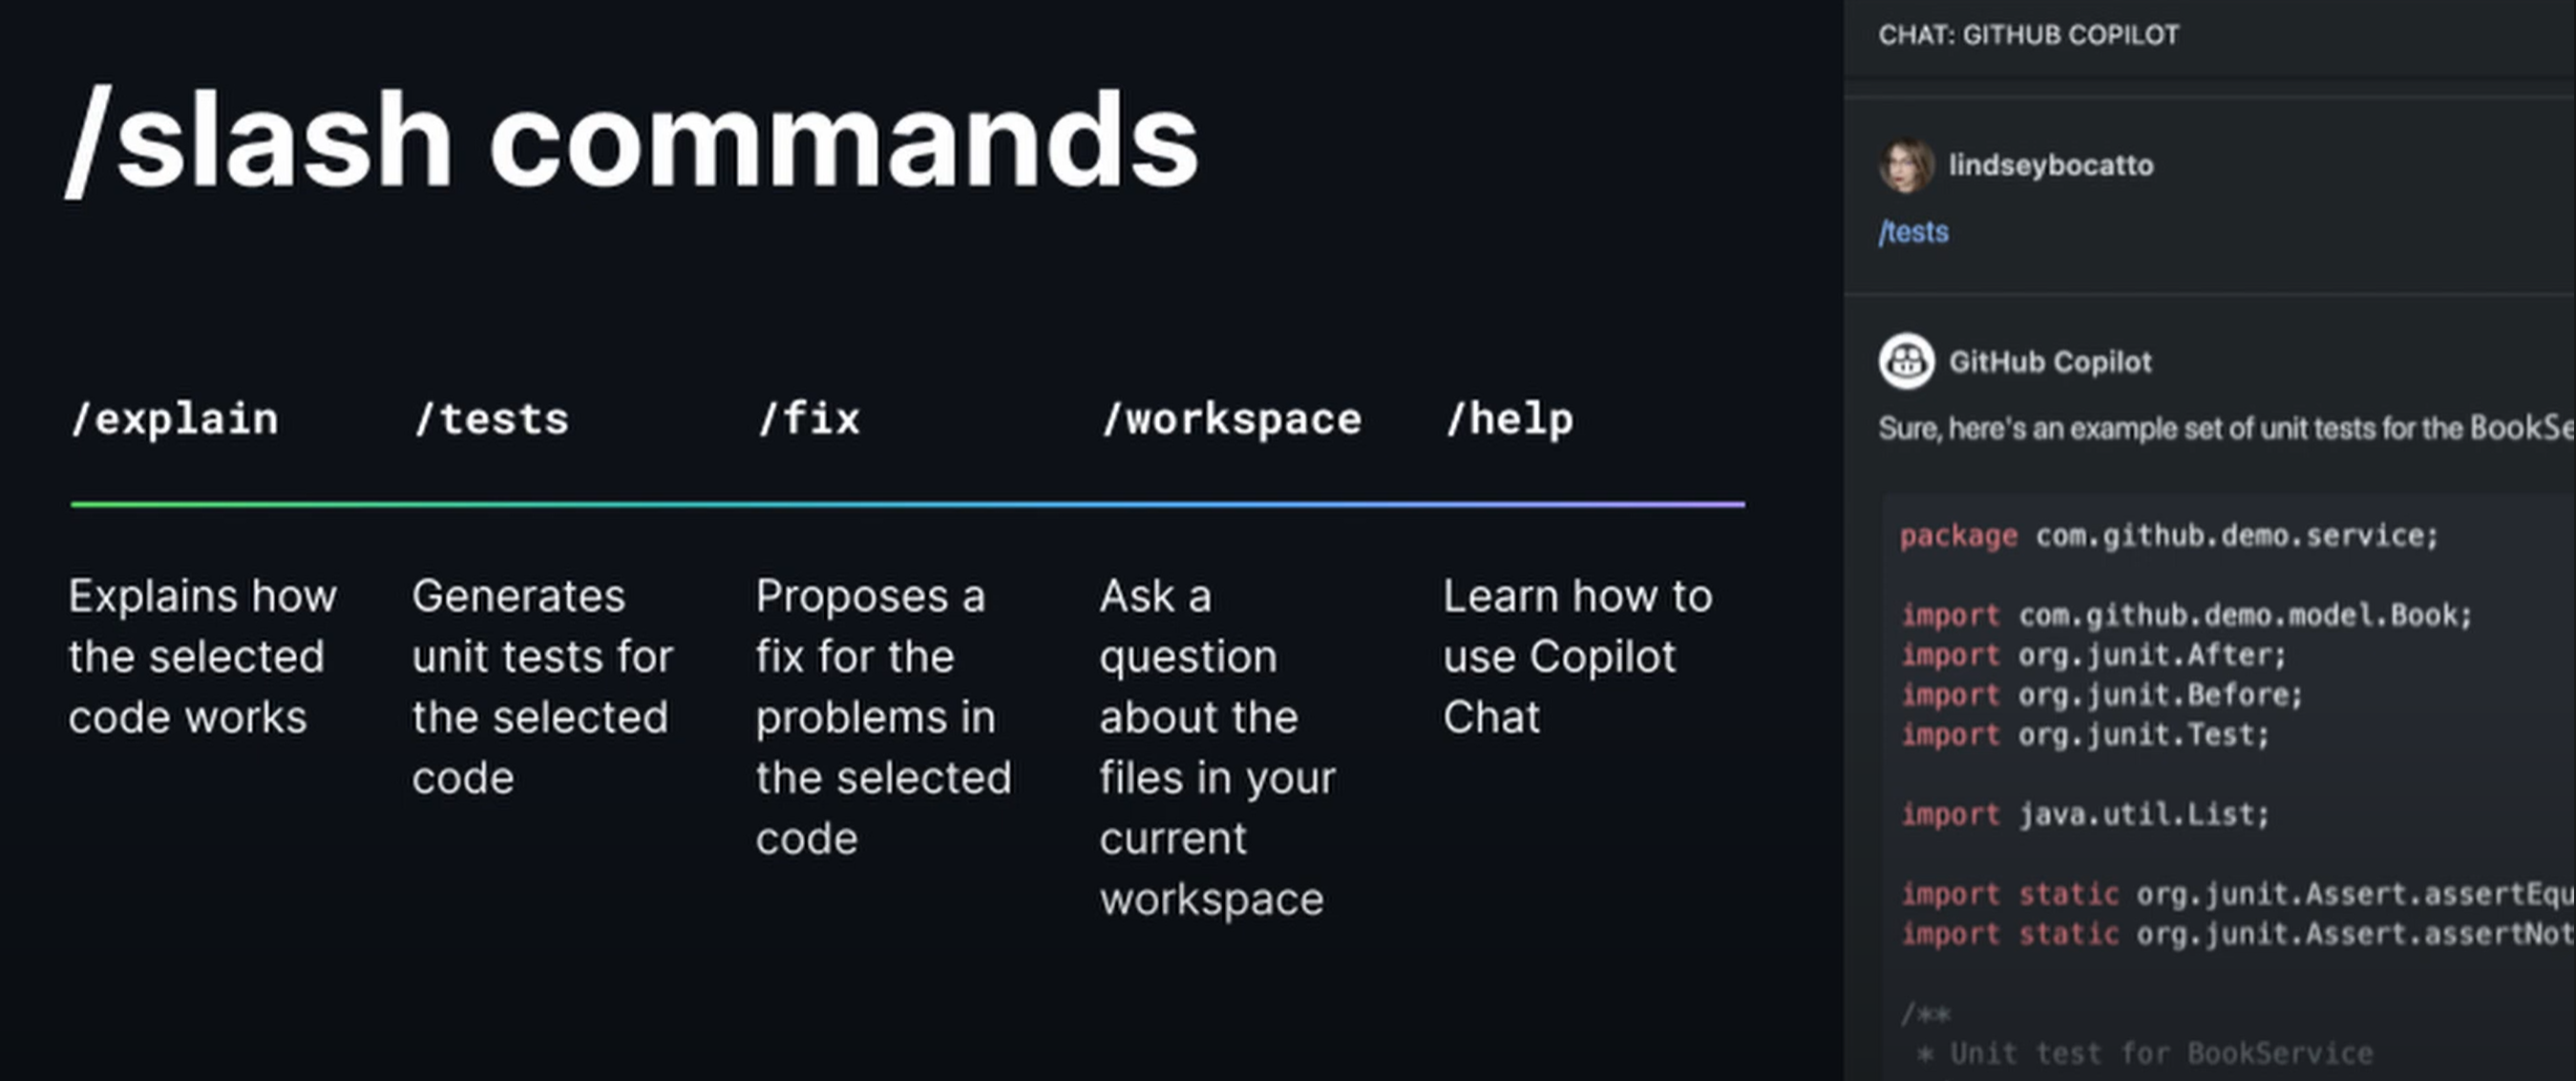 /slash commands
/explain
/tests
/fix
/workspace
/help
Explains how
the selected
code works
Generates
unit tests for
the selected
code
Proposes a
fix for the
problems in
the selected
code
Ask a
question
about the
files in your
current
workspace
Learn how to
use Copilot
Chat
CHAT: GITHUB COPILOT
lindseybocatto
/tests
GitHub Copilot
Sure, here's an example set of unit tests for the BookSe
package com.github.demo.service;
import com.github.demo.model.Book;
import org.junit.After;
import org.junit.Before;
import org.junit.Test;
import java.util.List;
import static org.junit.Assert.assertEqu
import static org.junit.Assert.assertNot
/**
* Unit test for BookService